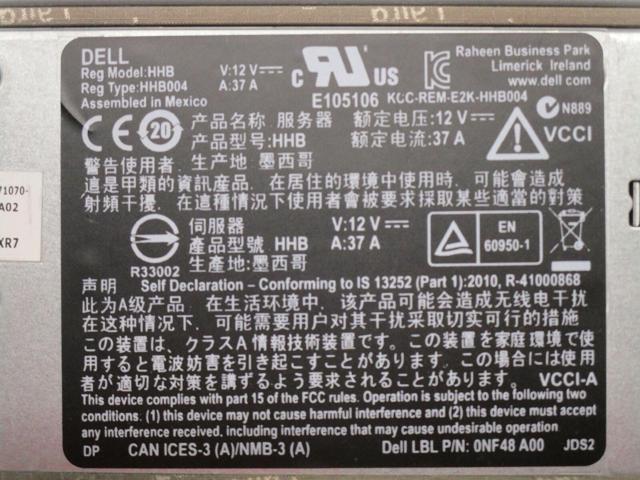 DELL
Reg Model:HHB V:12 V⎓
Reg Type:HHB004 A:37 A
Assembled in Mexico
Raheen Business Park
Limerick Ireland
www.dell.com
c RU US
E105106 KCC-REM-E2K-HHB004
N889
CE 20
产品名称：服务器 额定电压:12 V⎓
产品型号:HHB 额定电流:37 A
VCCI
警告使用者 生产地：墨西哥
這是甲類的資訊產品，在居住的環境中使用時，可能會造成
射頻干擾，在這種情況下使用者會被要求採取某些適當的對策
R33002
伺服器 V:12 V⎓
產品型號 HHB A:37 A
生產地:墨西哥
EN
60950-1
声明 Self Declaration – Conforming to IS 13252 (Part 1):2010, R-41000868
此为A级产品，在生活环境中，该产品可能会造成无线电干扰
在这种情况下，可能需要用户对其干扰采取切实可行的措施
この装置は、クラスA 情報技術装置です。この装置を家庭環境で使
用すると電波妨害を引き起こすことがあります。この場合には使用
者が適切な対策を講ずるよう要求されることがあります。 VCCI-A
This device complies with part 15 of the FCC rules. Operation is subject to the following two
conditions: (1) this device may not cause harmful interference and (2) this device must accept
any interference received, including interference that may cause undesirable operation
DP CAN ICES-3 (A)/NMB-3 (A) Dell LBL P/N: 0NF48 A00 JDS2
71070-
A02
XR7